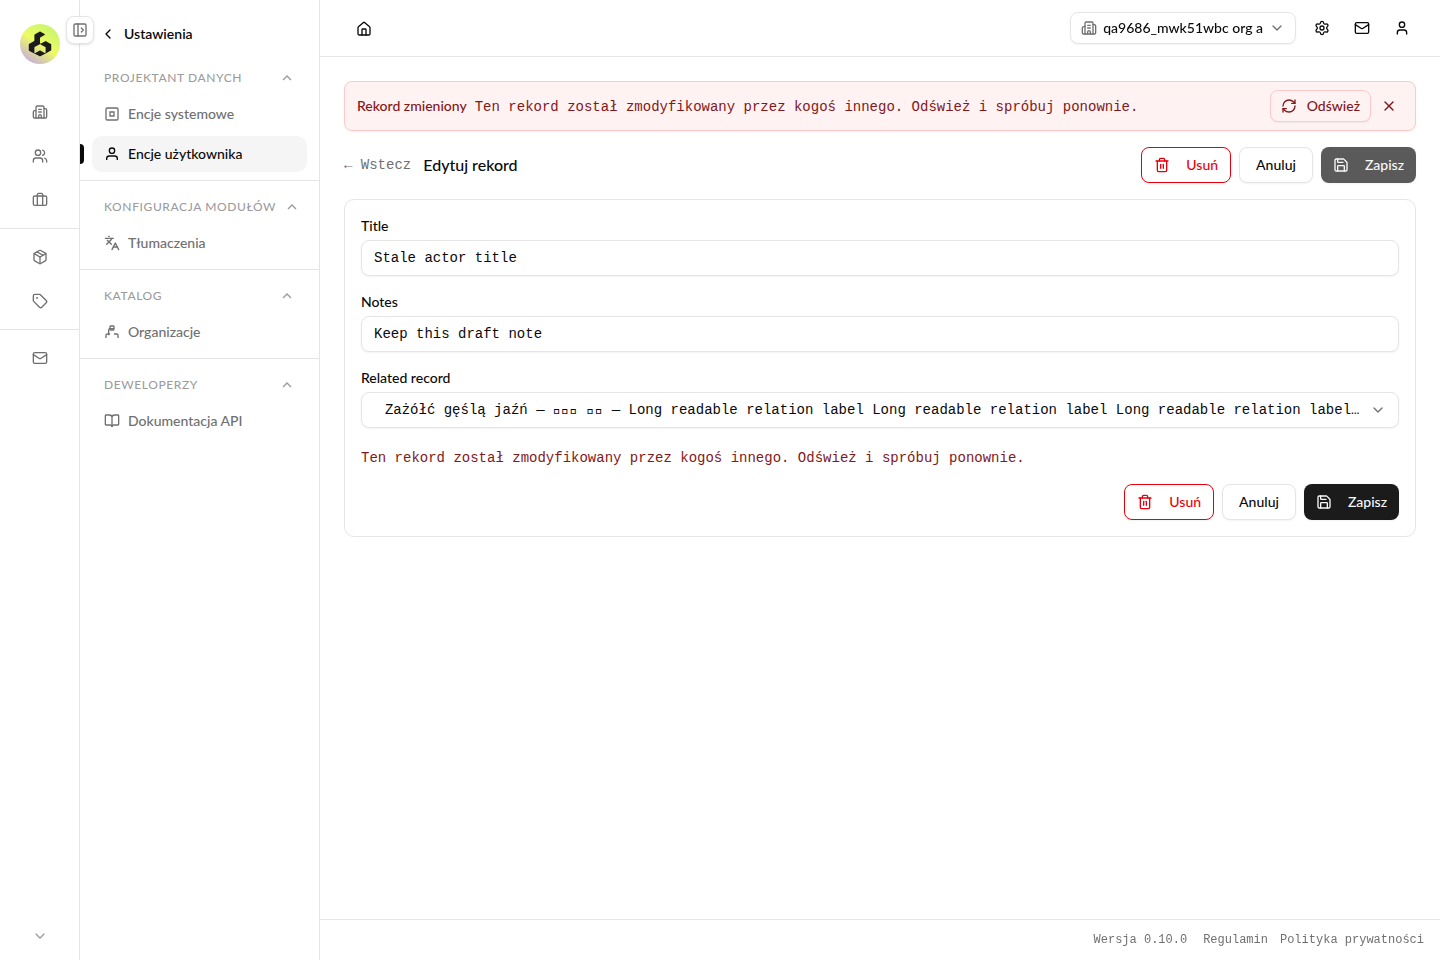 Ustawienia
qa9686_mwk51wbc org a
PROJEKTANT DANYCH
Encje systemowe
Encje użytkownika
KONFIGURACJA MODUŁÓW
Tłumaczenia
KATALOG
Organizacje
DEWELOPERZY
Dokumentacja API
Rekord zmieniony Ten rekord został zmodyfikowany przez kogoś innego. Odśwież i spróbuj ponownie.
Odśwież
← Wstecz Edytuj rekord
Usuń Anuluj Zapisz
Title
Stale actor title
Notes
Keep this draft note
Related record
Zażółć gęślą jaźń — — Long readable relation label Long readable relation label Long readable relation label…
Ten rekord został zmodyfikowany przez kogoś innego. Odśwież i spróbuj ponownie.
Usuń Anuluj Zapisz
Wersja 0.10.0 Regulamin Polityka prywatności